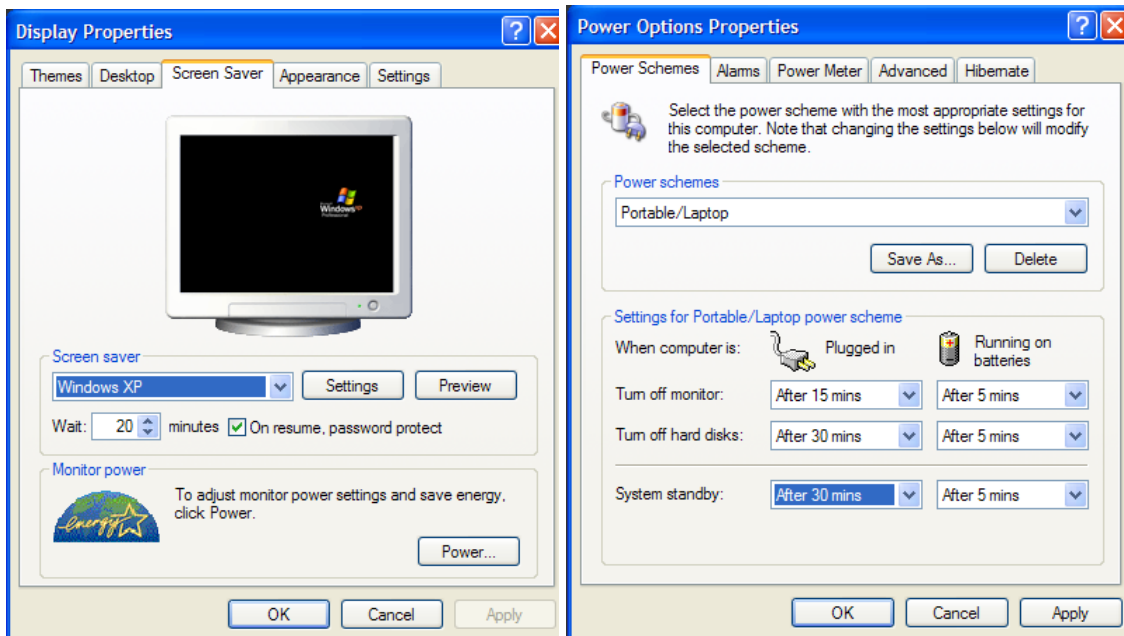 Display Properties
Themes Desktop Screen Saver Appearance Settings
Windows
Professional
Screen saver
Windows XP Settings Preview
Wait: 20 minutes On resume, password protect
Monitor power
energy
To adjust monitor power settings and save energy,
click Power.
Power...
OK Cancel Apply
Power Options Properties
Power Schemes Alarms Power Meter Advanced Hibernate
Select the power scheme with the most appropriate settings for
this computer. Note that changing the settings below will modify
the selected scheme.
Power schemes
Portable/Laptop
Save As... Delete
Settings for Portable/Laptop power scheme
When computer is: Plugged in Running on
batteries
Turn off monitor: After 15 mins After 5 mins
Turn off hard disks: After 30 mins After 5 mins
System standby: After 30 mins After 5 mins
OK Cancel Apply